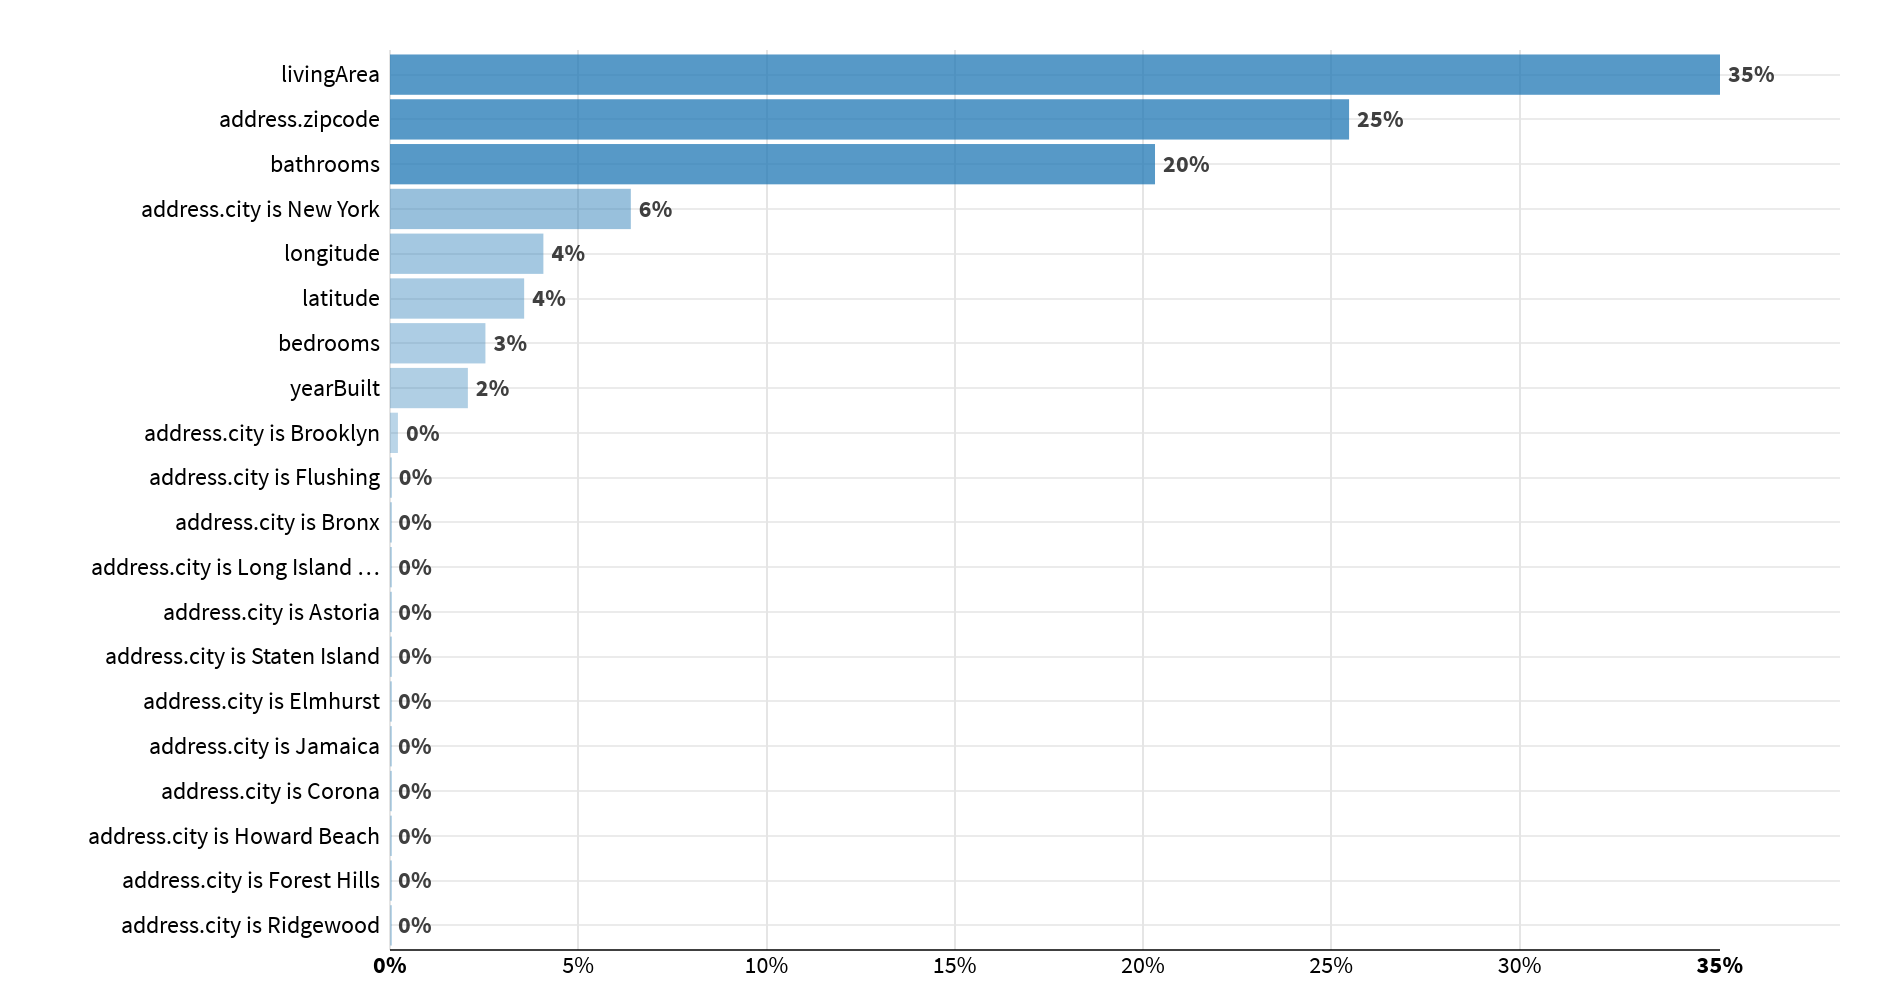 livingArea 35%
address.zipcode 25%
bathrooms 20%
address.city is New York 6%
longitude 4%
latitude 4%
bedrooms 3%
yearBuilt 2%
address.city is Brooklyn 0%
address.city is Flushing 0%
address.city is Bronx 0%
address.city is Long Island … 0%
address.city is Astoria 0%
address.city is Staten Island 0%
address.city is Elmhurst 0%
address.city is Jamaica 0%
address.city is Corona 0%
address.city is Howard Beach 0%
address.city is Forest Hills 0%
address.city is Ridgewood 0%
0% 5% 10% 15% 20% 25% 30% 35%